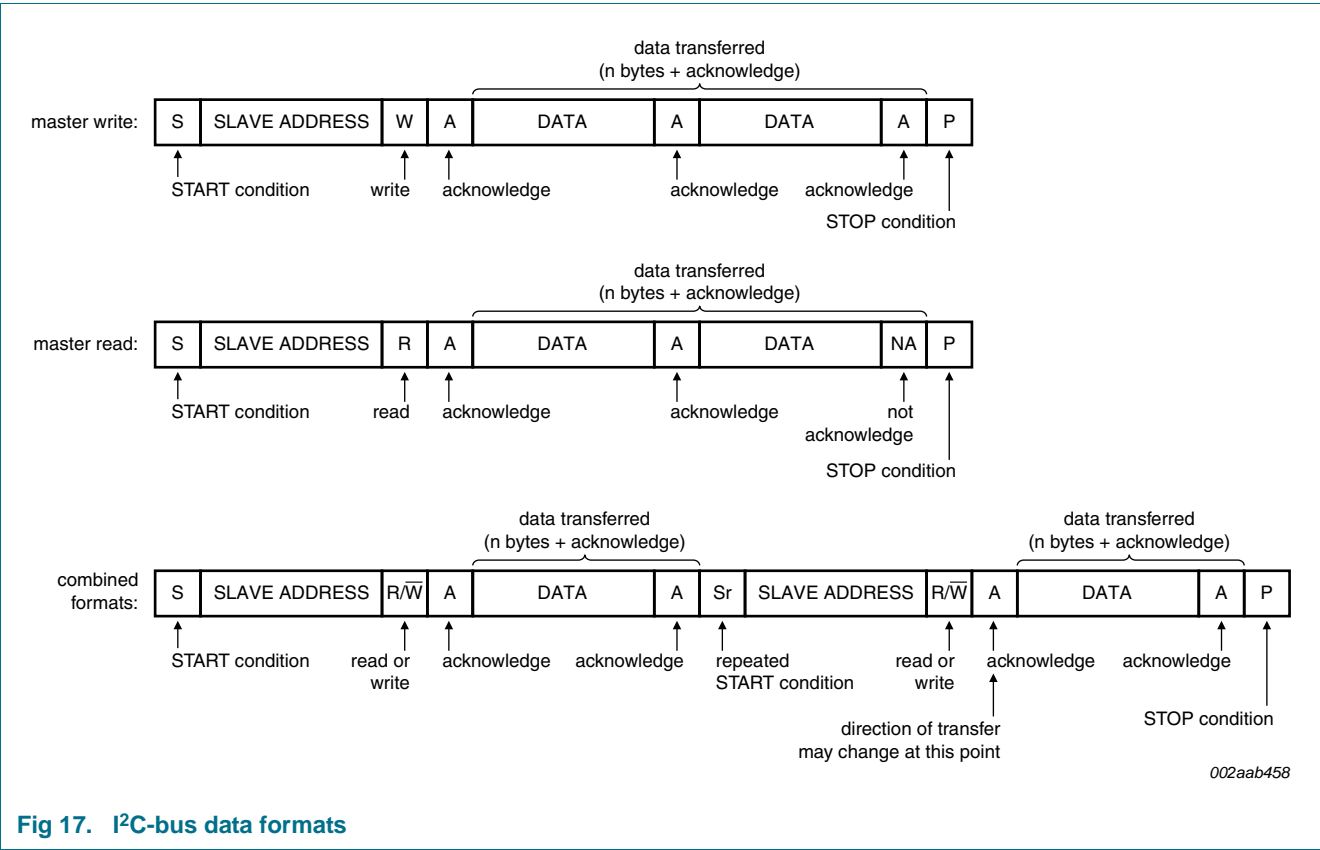 data transferred
(n bytes + acknowledge)
master write: S SLAVE ADDRESS W A DATA A DATA A P
START condition write acknowledge acknowledge acknowledge
STOP condition
data transferred
(n bytes + acknowledge)
master read: S SLAVE ADDRESS R A DATA A DATA NA P
START condition read acknowledge acknowledge not
acknowledge
STOP condition
data transferred
(n bytes + acknowledge)
data transferred
(n bytes + acknowledge)
combined
formats:
S SLAVE ADDRESS R/W̅ A DATA A Sr SLAVE ADDRESS R/W̅ A DATA A P
START condition read or
write
acknowledge acknowledge repeated
START condition
read or
write
acknowledge acknowledge
direction of transfer
may change at this point
STOP condition
002aab458
Fig 17. I²C-bus data formats